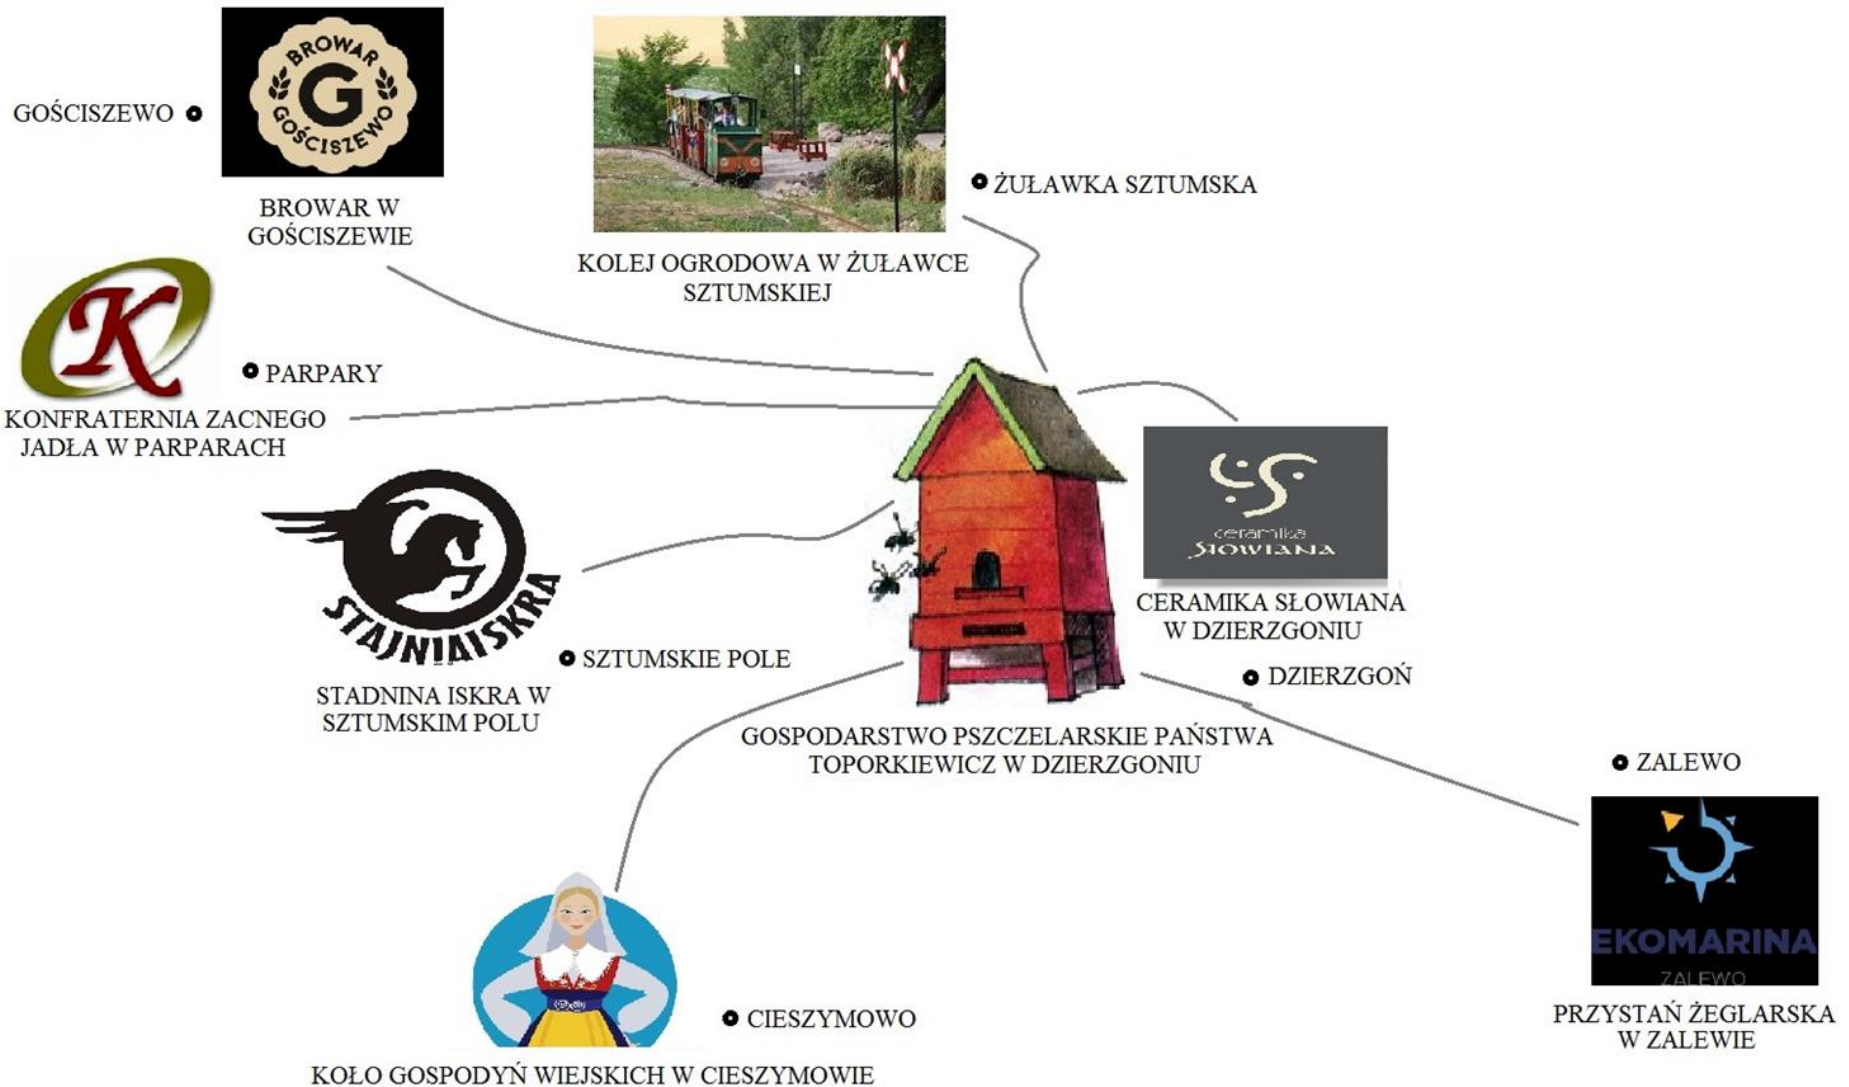 BROWAR
G
GOŚCISZEWO
GOŚCISZEWO
BROWAR W
GOŚCISZEWIE
ŻUŁAWKA SZTUMSKA
KOLEJ OGRODOWA W ŻUŁAWCE
SZTUMSKIEJ
K
PARPARY
KONFRATERNIA ZACNEGO
JADŁA W PARPARACH
STAJNIAISKRA
SZTUMSKIE POLE
STADNINA ISKRA W
SZTUMSKIM POLU
ceramika
SŁOWIANA
CERAMIKA SŁOWIANA
W DZIERZGONIU
DZIERZGOŃ
GOSPODARSTWO PSZCZELARSKIE PAŃSTWA
TOPORKIEWICZ W DZIERZGONIU
ZALEWO
EKOMARINA
ZALEWO
PRZYSTAŃ ŻEGLARSKA
W ZALEWIE
CIESZYMOWO
KOŁO GOSPODYŃ WIEJSKICH W CIESZYMOWIE